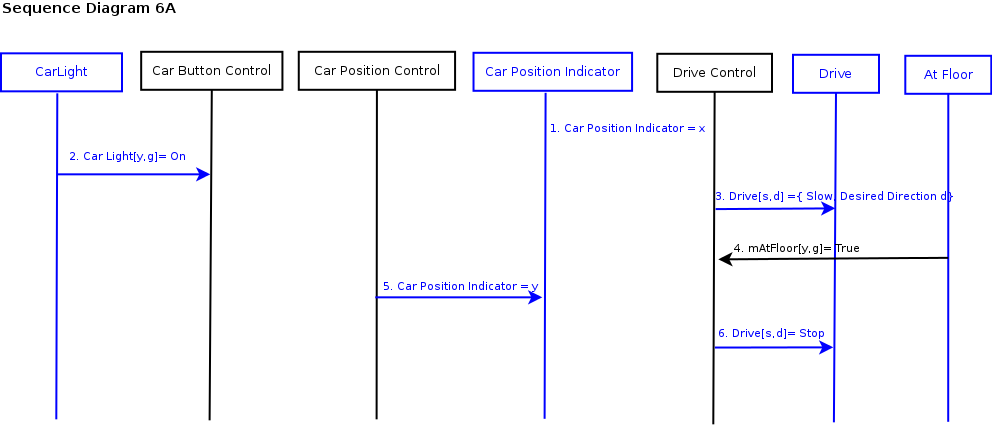 Sequence Diagram 6A
CarLight
Car Button Control
Car Position Control
Car Position Indicator
Drive Control
Drive
At Floor
1. Car Position Indicator = x
2. Car Light[y,g]= On
3. Drive[s,d] ={ Slow, Desired Direction d}
4. mAtFloor[y,g]= True
5. Car Position Indicator = y
6. Drive[s,d]= Stop